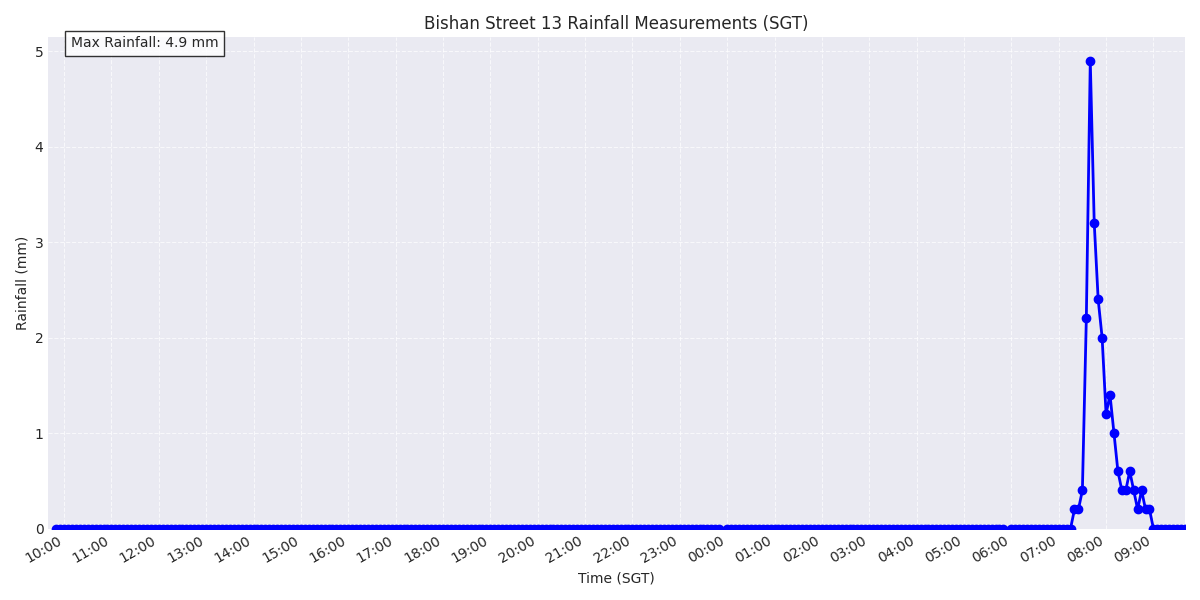 Bishan Street 13 Rainfall Measurements (SGT)
Max Rainfall: 4.9 mm
5
4
3
2
1
0
Rainfall (mm)
10:00 11:00 12:00 13:00 14:00 15:00 16:00 17:00 18:00 19:00 20:00 21:00 22:00 23:00 00:00 01:00 02:00 03:00 04:00 05:00 06:00 07:00 08:00 09:00
Time (SGT)